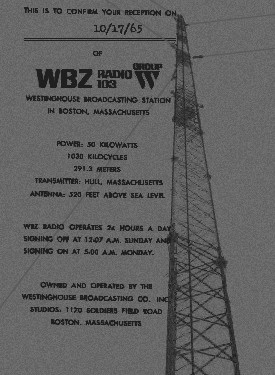 THIS IS TO CONFIRM YOUR RECEPTION ON
10/17/65
OF
WBZ RADIO 103 GROUP W
WESTINGHOUSE BROADCASTING STATION
IN BOSTON, MASSACHUSETTS
POWER: 50 KILOWATTS
1030 KILOCYCLES
291.3 METERS
TRANSMITTER: HULL, MASSACHUSETTS
ANTENNA: 520 FEET ABOVE SEA LEVEL
WBZ RADIO OPERATES 24 HOURS A DAY
SIGNING OFF AT 12:07 A.M. SUNDAY AND
SIGNING ON AT 5:00 A.M. MONDAY.
OWNED AND OPERATED BY THE
WESTINGHOUSE BROADCASTING CO. INC.
STUDIOS: 1170 SOLDIERS FIELD ROAD
BOSTON, MASSACHUSETTS